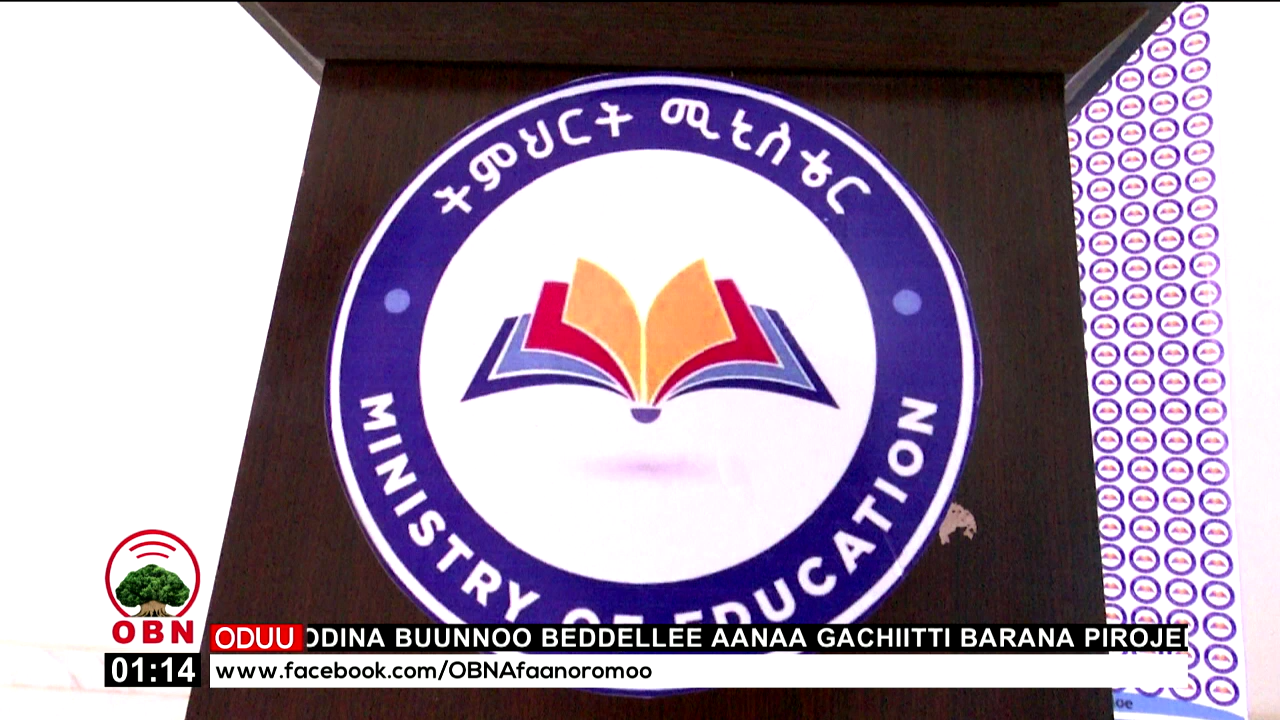 ትምህርት ሚኒስቴር
MINISTRY OF EDUCATION
OBN
ODUU ODINA BUUNNOO BEDDELLEE AANAA GACHIITTI BARANA PIROJE
01:14
www.facebook.com/OBNAfaanoromoo